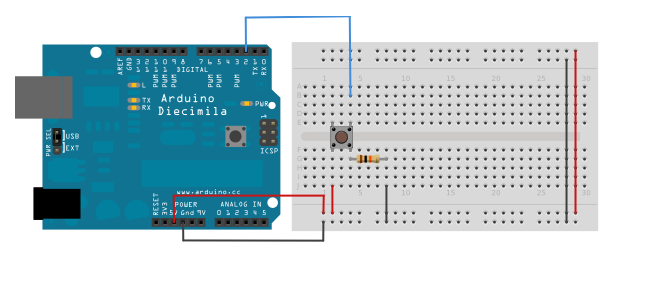 AREF
GND
13
12
11
10
9
8
7
6
5
4
3
2
1
0
PWM
PWM
PWM
PWM
PWM
PWM
TX
RX
DIGITAL
L
TX
RX
Arduino
Diecimila
PWR
1
ICSP
PWR SEL
USB
EXT
www.arduino.cc
POWER
ANALOG IN
RESET
3V3
5V
Gnd
9V
0 1 2 3 4 5
1 5 10 15 20 25 30
A
B
C
D
E
F
G
H
I
J
1 5 10 15 20 25 30